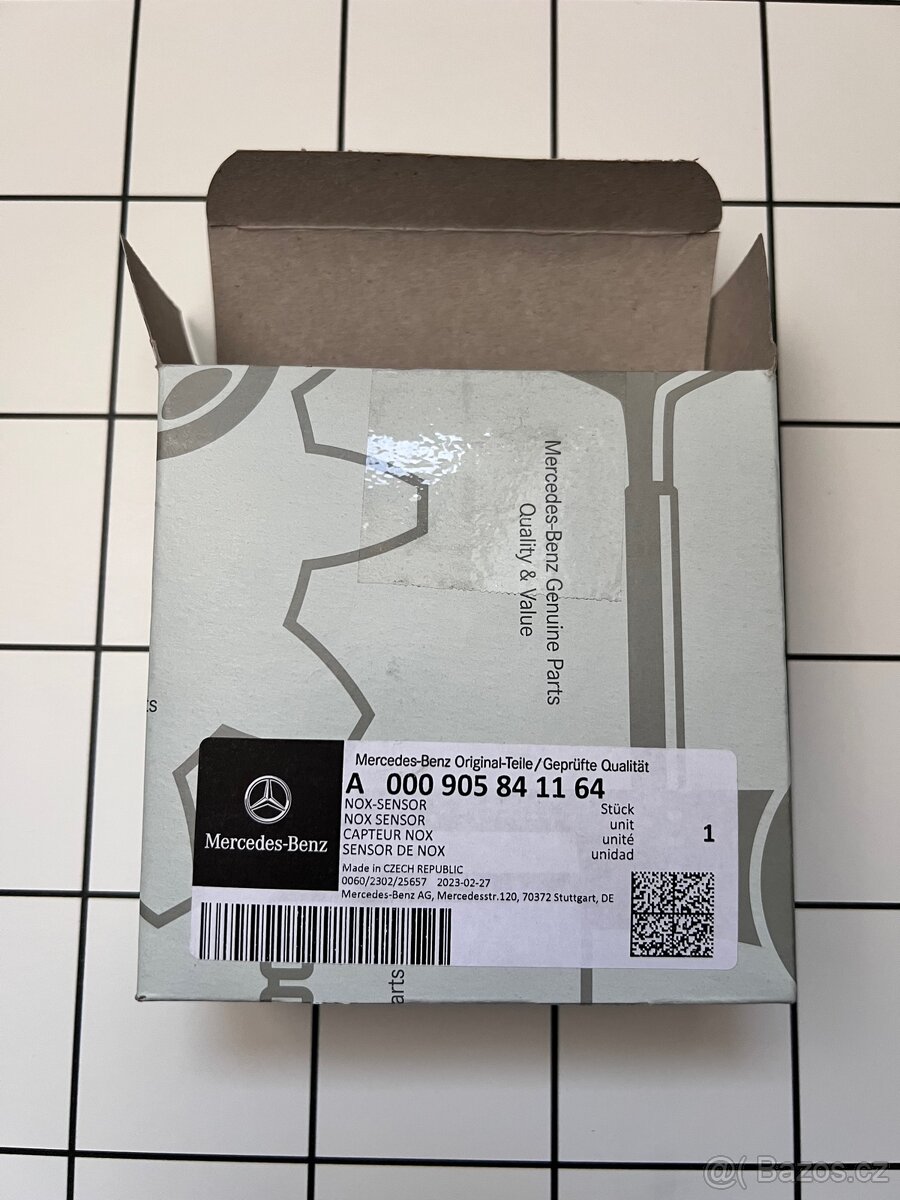 Mercedes-Benz Genuine Parts
Quality & Value
ts
Mercedes-Benz Original-Teile/Geprüfte Qualität
A 000 905 84 11 64
NOX-SENSOR
NOX SENSOR
CAPTEUR NOX
SENSOR DE NOX
Stück
unit
unité
unidad
1
Mercedes-Benz
Made in CZECH REPUBLIC
0060/2302/25657 2023-02-27
Mercedes-Benz AG, Mercedesstr.120, 70372 Stuttgart, DE
arts
@( Bazos.cz